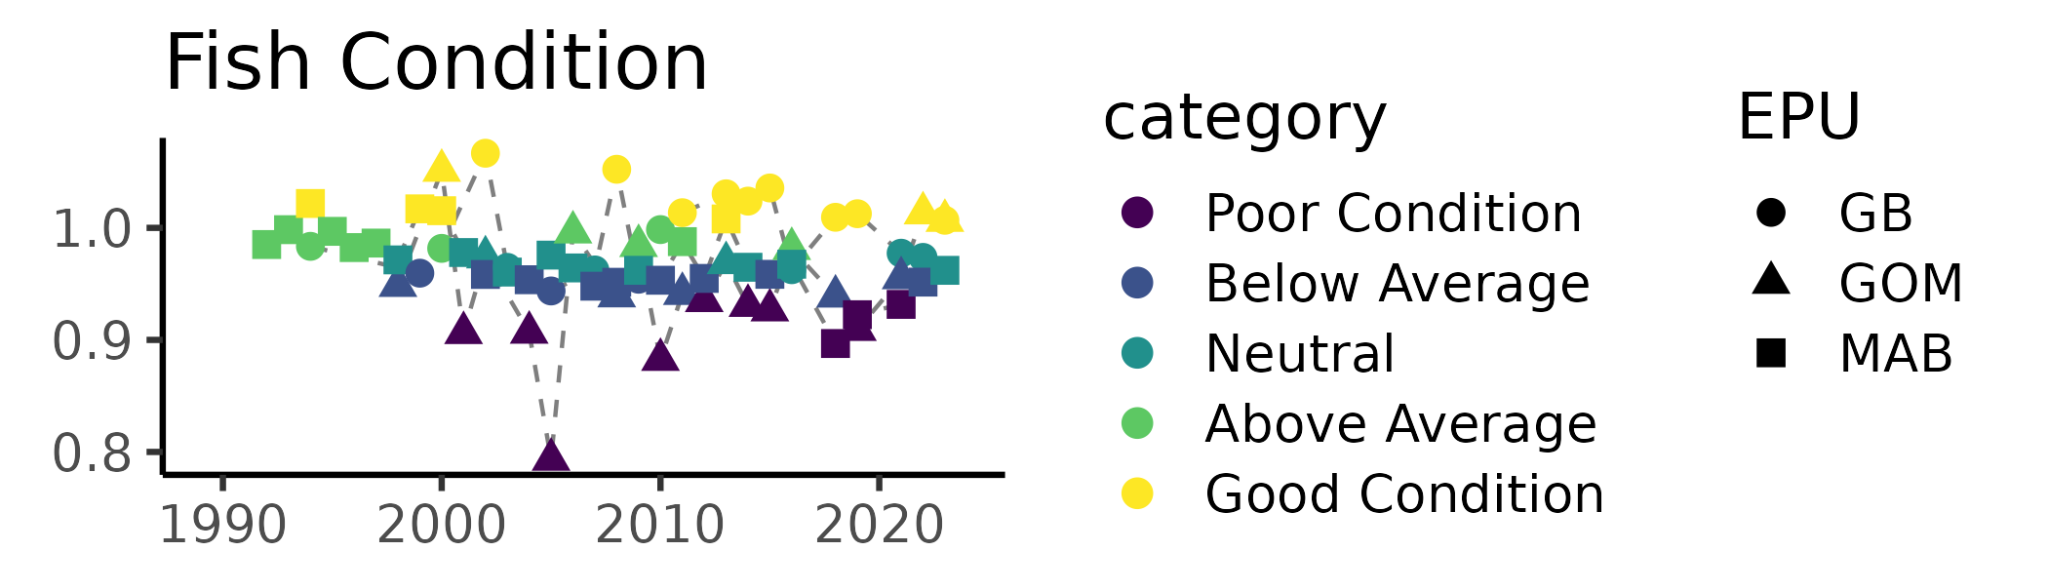 Fish Condition
1.0
0.9
0.8
1990 2000 2010 2020
category
Poor Condition
Below Average
Neutral
Above Average
Good Condition
EPU
GB
GOM
MAB